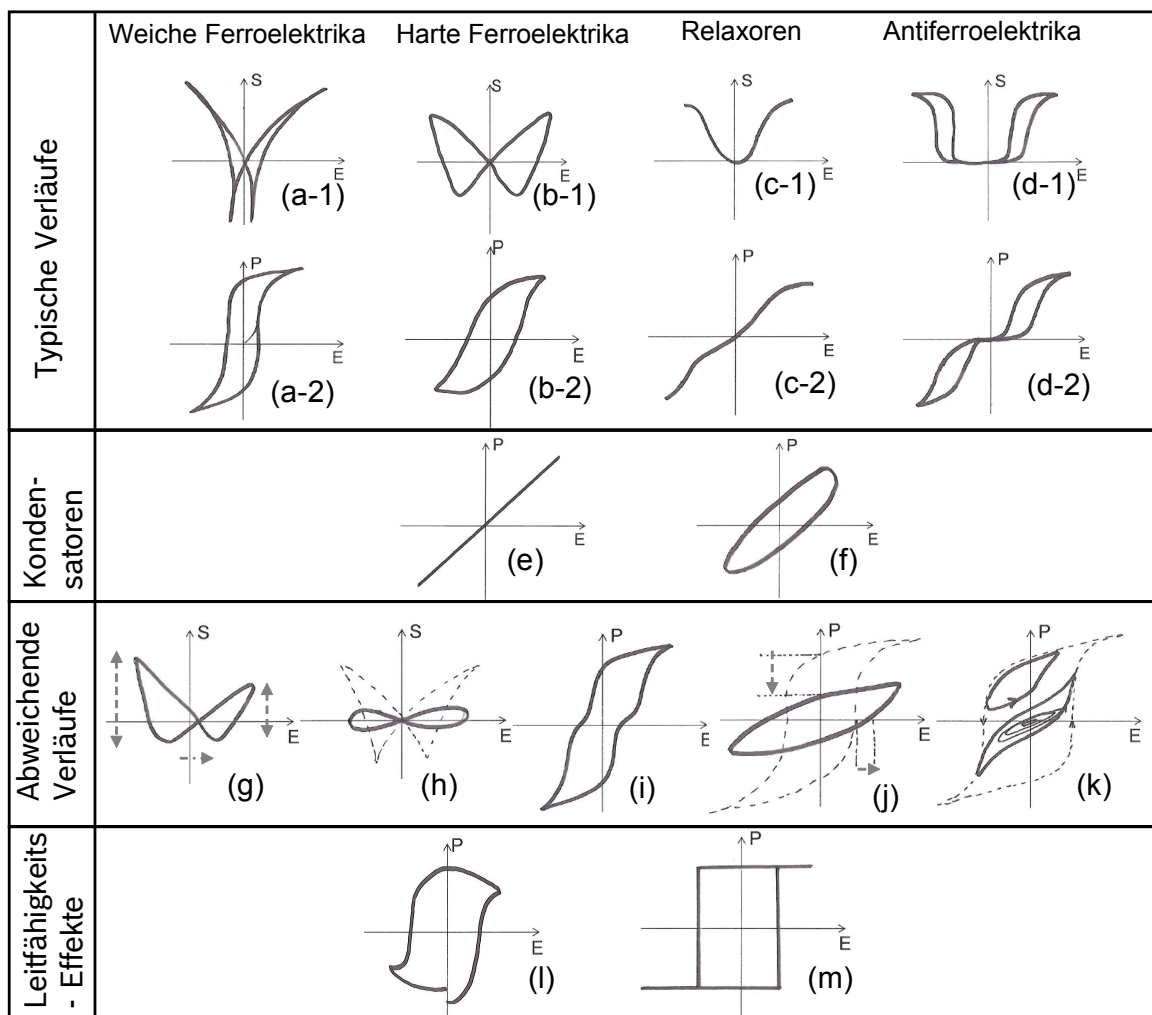 Weiche Ferroelektrika
Harte Ferroelektrika
Relaxoren
Antiferroelektrika
Typische Verläufe
S
E
(a-1)
S
E
(b-1)
S
E
(c-1)
S
E
(d-1)
P
E
(a-2)
P
E
(b-2)
P
E
(c-2)
P
E
(d-2)
Konden-
satoren
P
E
(e)
P
E
(f)
Abweichende
Verläufe
S
E
(g)
S
E
(h)
P
E
(i)
P
E
(j)
P
E
(k)
Leitfähigkeits
- Effekte
P
E
(l)
P
E
(m)